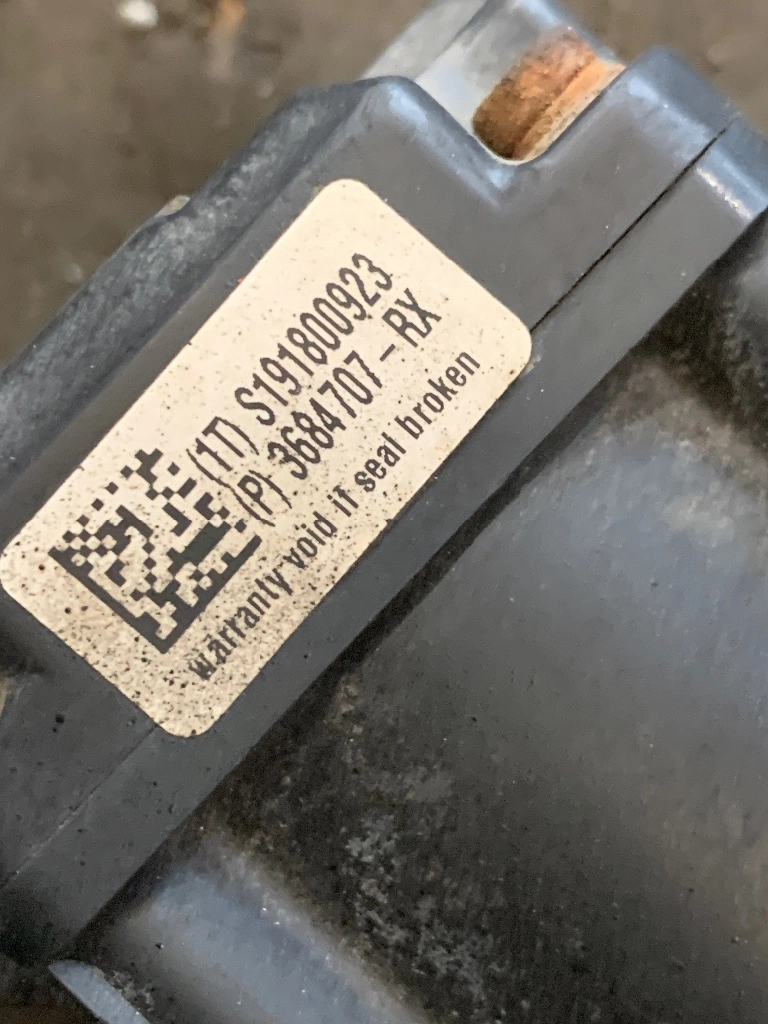 (1T) S191800923
(P) 3684707-RX
warranty void if seal broken